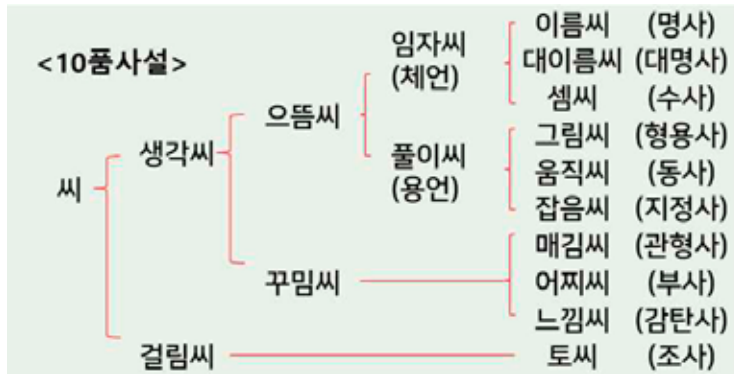 <10품사설>
씨
생각씨
걸림씨
으뜸씨
꾸밈씨
임자씨
(체언)
풀이씨
(용언)
이름씨 (명사)
대이름씨 (대명사)
셈씨 (수사)
그림씨 (형용사)
움직씨 (동사)
잡음씨 (지정사)
매김씨 (관형사)
어찌씨 (부사)
느낌씨 (감탄사)
토씨 (조사)